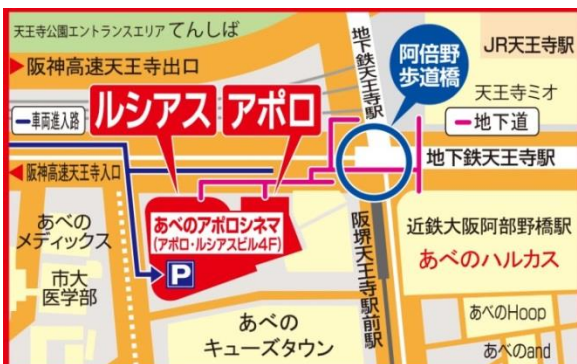 天王寺公園エントランスエリア てんしば
阪神高速天王寺出口
車両進入路
ルシアス
アポロ
地下鉄天王寺駅
阿倍野
歩道橋
JR天王寺駅
天王寺ミオ
地下道
地下鉄天王寺駅
阪神高速天王寺入口
あべの
メディックス
市大
医学部
あべのアポロシネマ
(アポロ・ルシアスビル4F)
P
阪堺天王寺駅前駅
近鉄大阪阿部野橋駅
あべのハルカス
あべの
キューズタウン
あべのHoop
あべのand